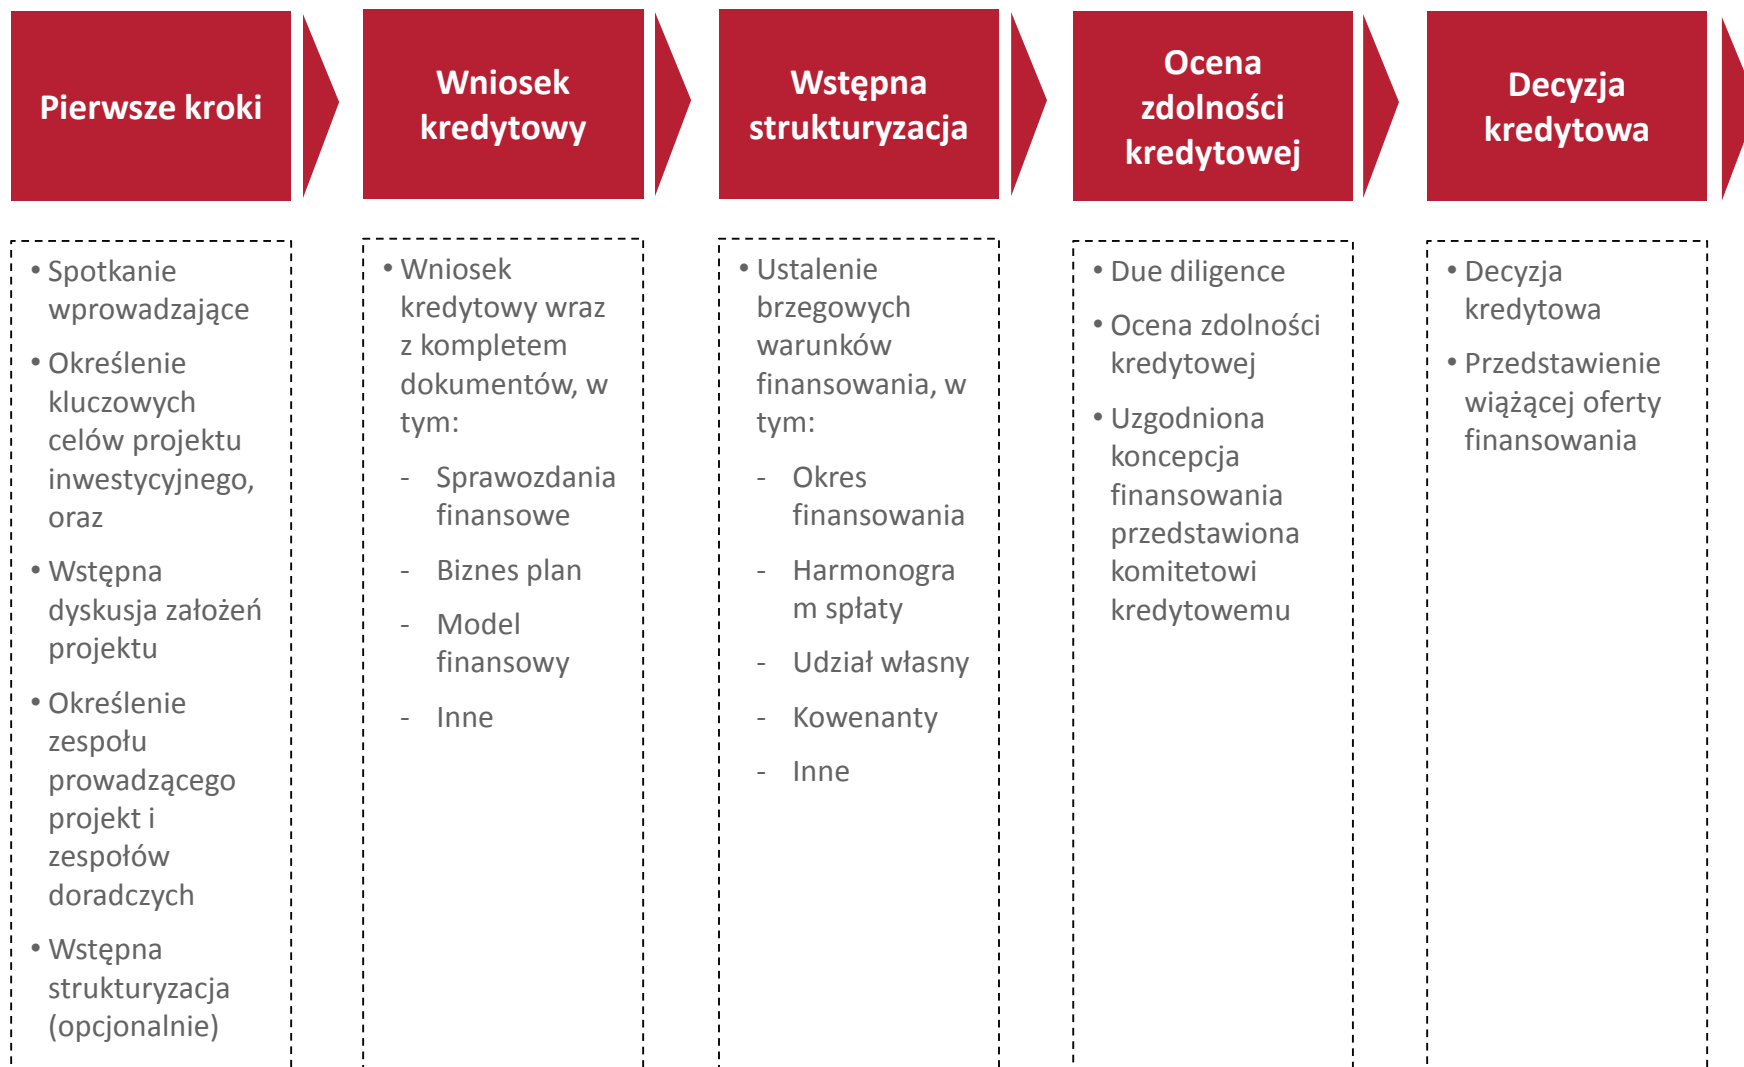 Pierwsze kroki
Wniosek
kredytowy
Wstępna
strukturyzacja
Ocena
zdolności
kredytowej
Decyzja
kredytowa
• Spotkanie
wprowadzające
• Określenie
kluczowych
celów projektu
inwestycyjnego,
oraz
• Wstępna
dyskusja założeń
projektu
• Określenie
zespołu
prowadzącego
projekt i
zespołów
doradczych
• Wstępna
strukturyzacja
(opcjonalnie)
• Wniosek
kredytowy wraz
z kompletem
dokumentów, w
tym:
- Sprawozdania
finansowe
- Biznes plan
- Model
finansowy
- Inne
• Ustalenie
brzegowych
warunków
finansowania, w
tym:
- Okres
finansowania
- Harmonogra
m spłaty
- Udział własny
- Kowenanty
- Inne
• Due diligence
• Ocena zdolności
kredytowej
• Uzgodniona
koncepcja
finansowania
przedstawiona
komitetowi
kredytowemu
• Decyzja
kredytowa
• Przedstawienie
wiążącej oferty
finansowania